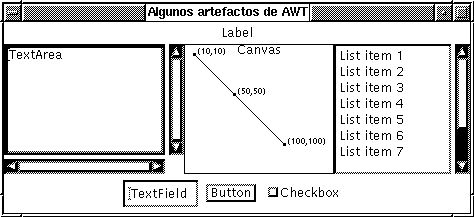 Algunos artefactos de AWT
Label
TextArea
Canvas
(10,10)
(50,50)
(100,100)
List item 1
List item 2
List item 3
List item 4
List item 5
List item 6
List item 7
TextField
Button
Checkbox